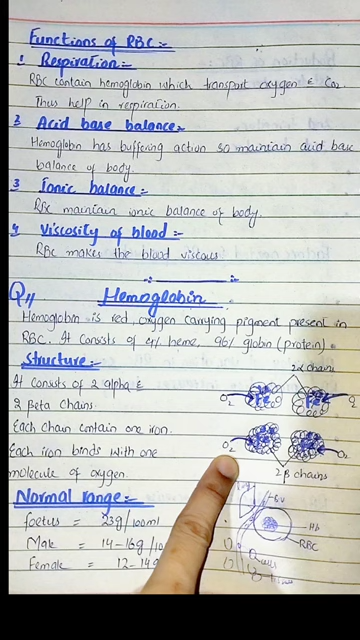 Functions of RBC:-
1 Respiration:-
RBC contain hemoglobin which transport oxygen & CO2.
Thus help in respiration.
2 Acid base balance:-
Hemoglobin has buffering action so maintain acid base
balance of body.
3 Ionic balance:-
RBC maintain ionic balance of body.
4 Viscosity of blood:-
RBC makes the blood viscous
Q11 Hemoglobin
Hemoglobin is red, oxygen carrying pigment present in
RBC. It consists of 4% heme, 96% globin (protein).
Structure:-
It consists of 2 alpha &
2 Beta chains.
Each chain contain one iron.
Each iron binds with one
molecule of oxygen.
2α chains
O2 Fe Fe O2
O2 O2
2β chains
Normal range:-
foetus = 23g/100ml
Male = 14-16g/10
Female = 12-14g
Hb
RBC